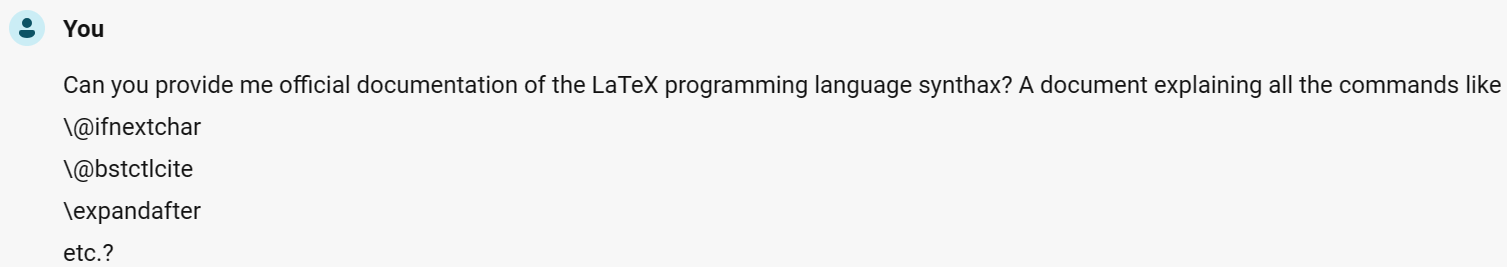 You
Can you provide me official documentation of the LaTeX programming language synthax? A document explaining all the commands like
\@ifnextchar
\@bstctlcite
\expandafter
etc.?